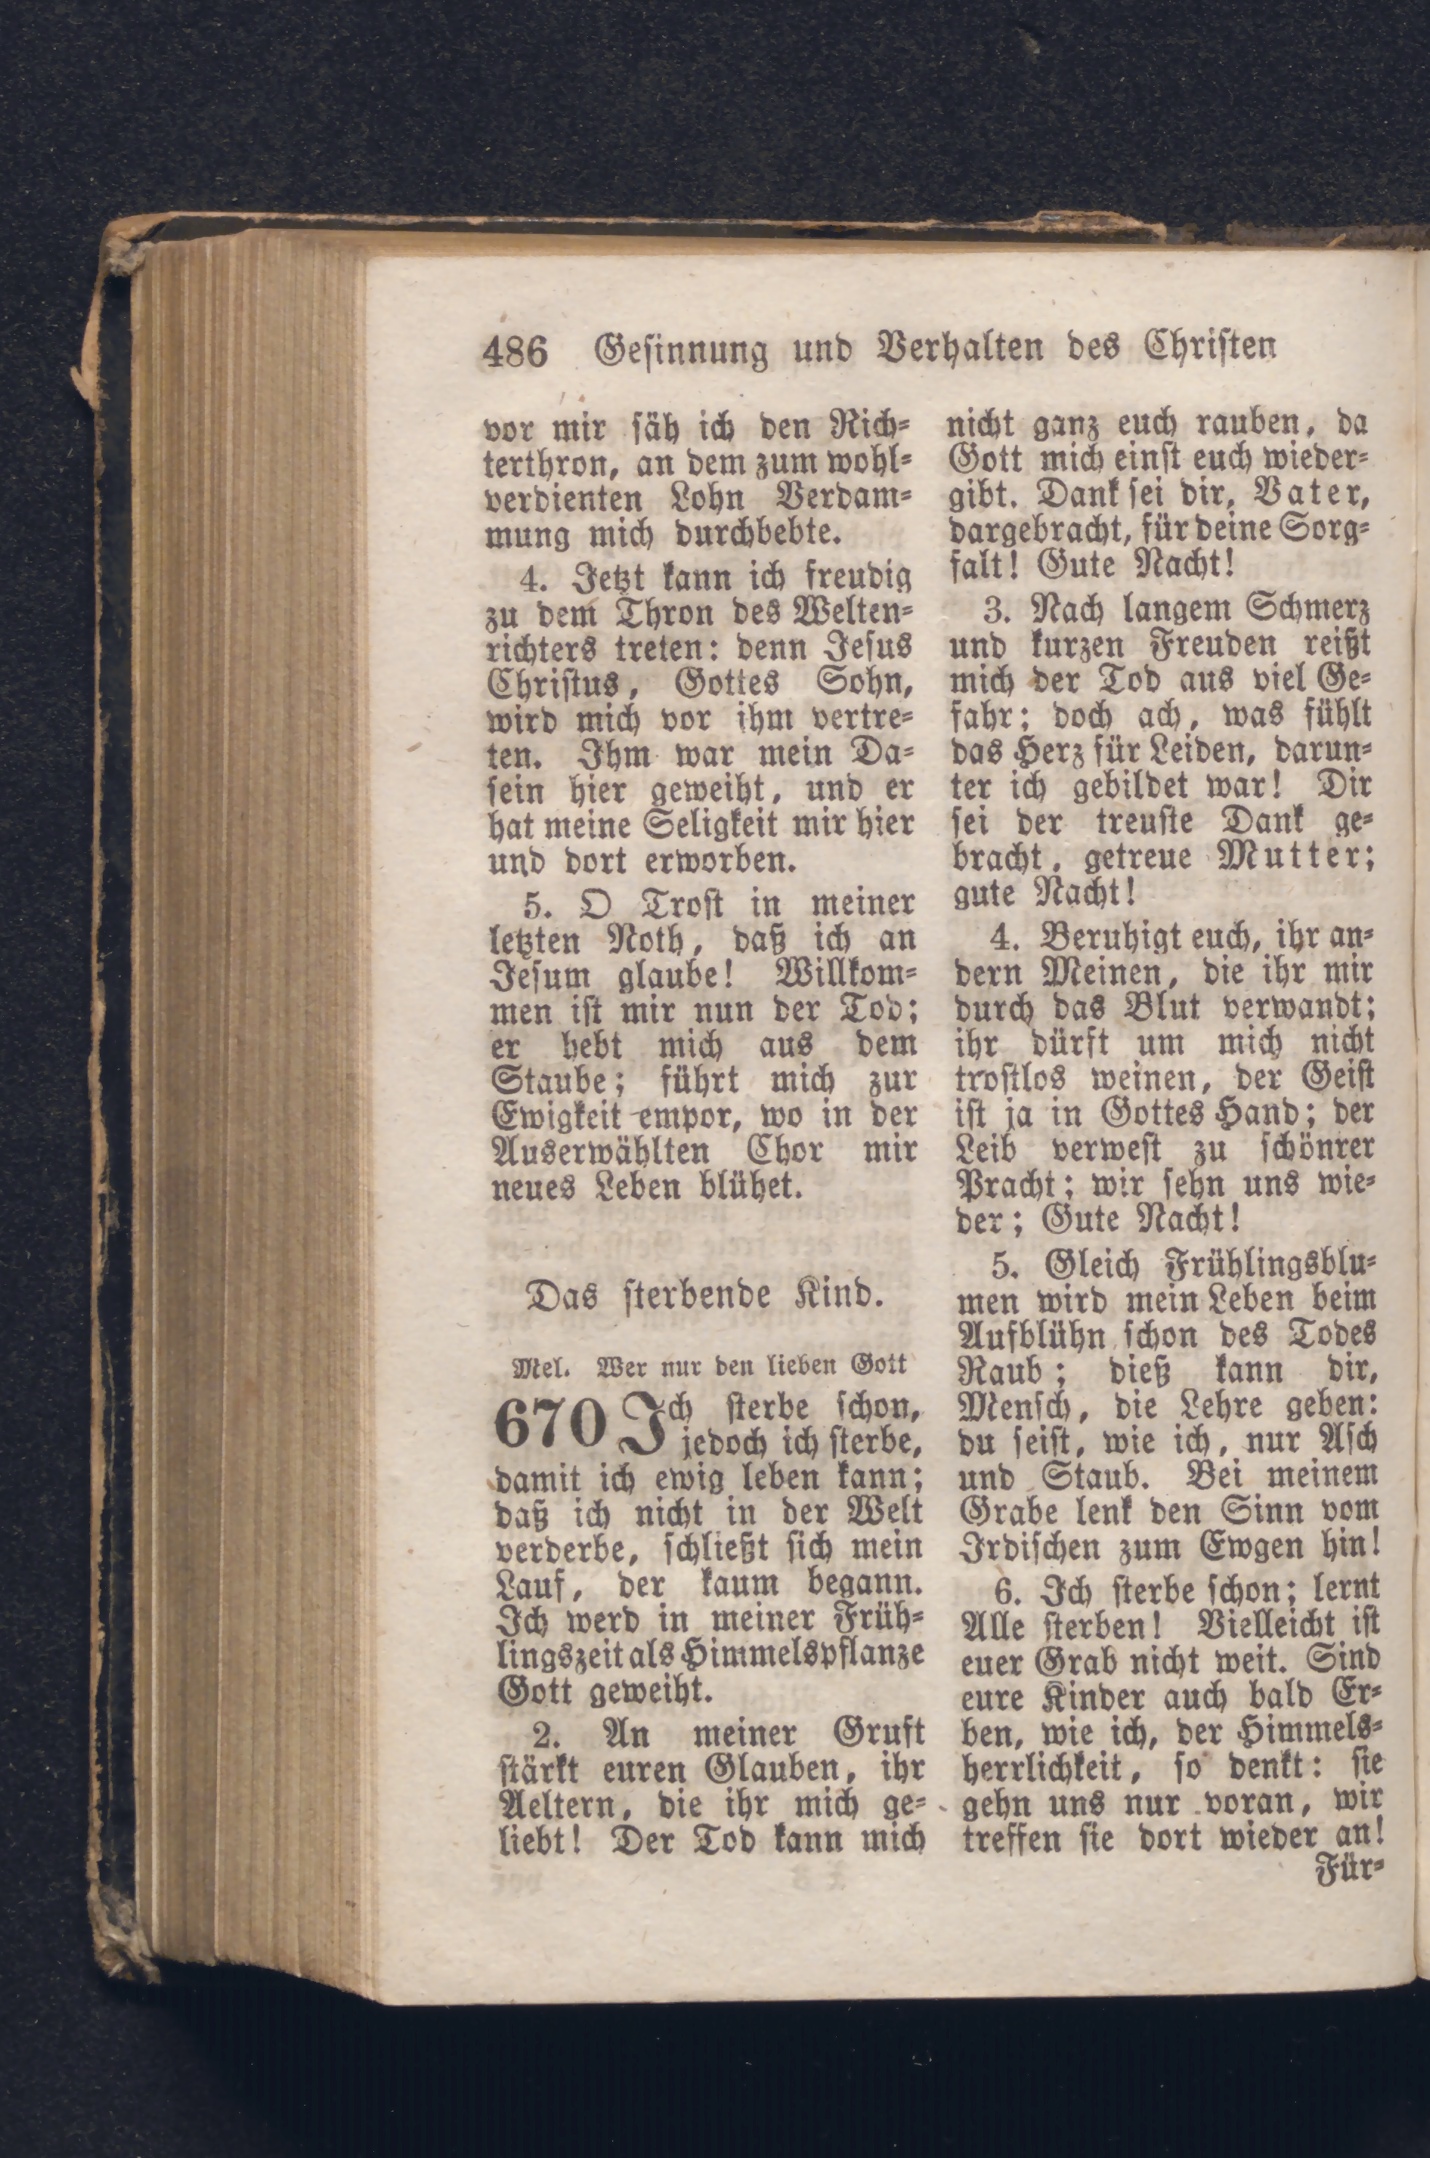 486 Gesinnung und Verhalten des Christen
vor mir säh ich den Rich-
terthron, an dem zum wohl-
verdienten Lohn Verdam-
mung mich durchbebte.
4. Jetzt kann ich freudig
zu dem Thron des Welten-
richters treten: denn Jesus
Christus, Gottes Sohn,
wird mich vor ihm vertre-
ten. Ihm war mein Da-
sein hier geweiht, und er
hat meine Seligkeit mir hier
und dort erworben.
5. O Trost in meiner
letzten Noth, daß ich an
Jesum glaube! Willkom-
men ist mir nun der Tod;
er hebt mich aus dem
Staube; führt mich zur
Ewigkeit empor, wo in der
Auserwählten Chor mir
neues Leben blühet.
Das sterbende Kind.
Mel. Wer nur den lieben Gott
670 Ich sterbe schon,
jedoch ich sterbe,
damit ich ewig leben kann;
daß ich nicht in der Welt
verderbe, schließt sich mein
Lauf, der kaum begann.
Ich werd in meiner Früh-
lingszeit als Himmelspflanze
Gott geweiht.
2. An meiner Gruft
stärkt euren Glauben, ihr
Aeltern, die ihr mich ge-
liebt! Der Tod kann mich
nicht ganz euch rauben, da
Gott mich einst euch wieder-
gibt. Dank sei dir, Vater,
dargebracht, für deine Sorg-
falt! Gute Nacht!
3. Nach langem Schmerz
und kurzen Freuden reißt
mich der Tod aus viel Ge-
fahr; doch ach, was fühlt
das Herz für Leiden, darun-
ter ich gebildet war! Dir
sei der treuste Dank ge-
bracht, getreue Mutter;
gute Nacht!
4. Beruhigt euch, ihr an-
dern Meinen, die ihr mir
durch das Blut verwandt;
ihr dürft um mich nicht
trostlos weinen, der Geist
ist ja in Gottes Hand; der
Leib verwest zu schönrer
Pracht; wir sehn uns wie-
der; Gute Nacht!
5. Gleich Frühlingsblu-
men wird mein Leben beim
Aufblühn schon des Todes
Raub; dieß kann dir,
Mensch, die Lehre geben:
du seist, wie ich, nur Asch
und Staub. Bei meinem
Grabe lenk den Sinn vom
Irdischen zum Ewgen hin!
6. Ich sterbe schon; lernt
Alle sterben! Vielleicht ist
euer Grab nicht weit. Sind
eure Kinder auch bald Er-
ben, wie ich, der Himmels-
herrlichkeit, so denkt: sie
gehn uns nur voran, wir
treffen sie dort wieder an!
Für-